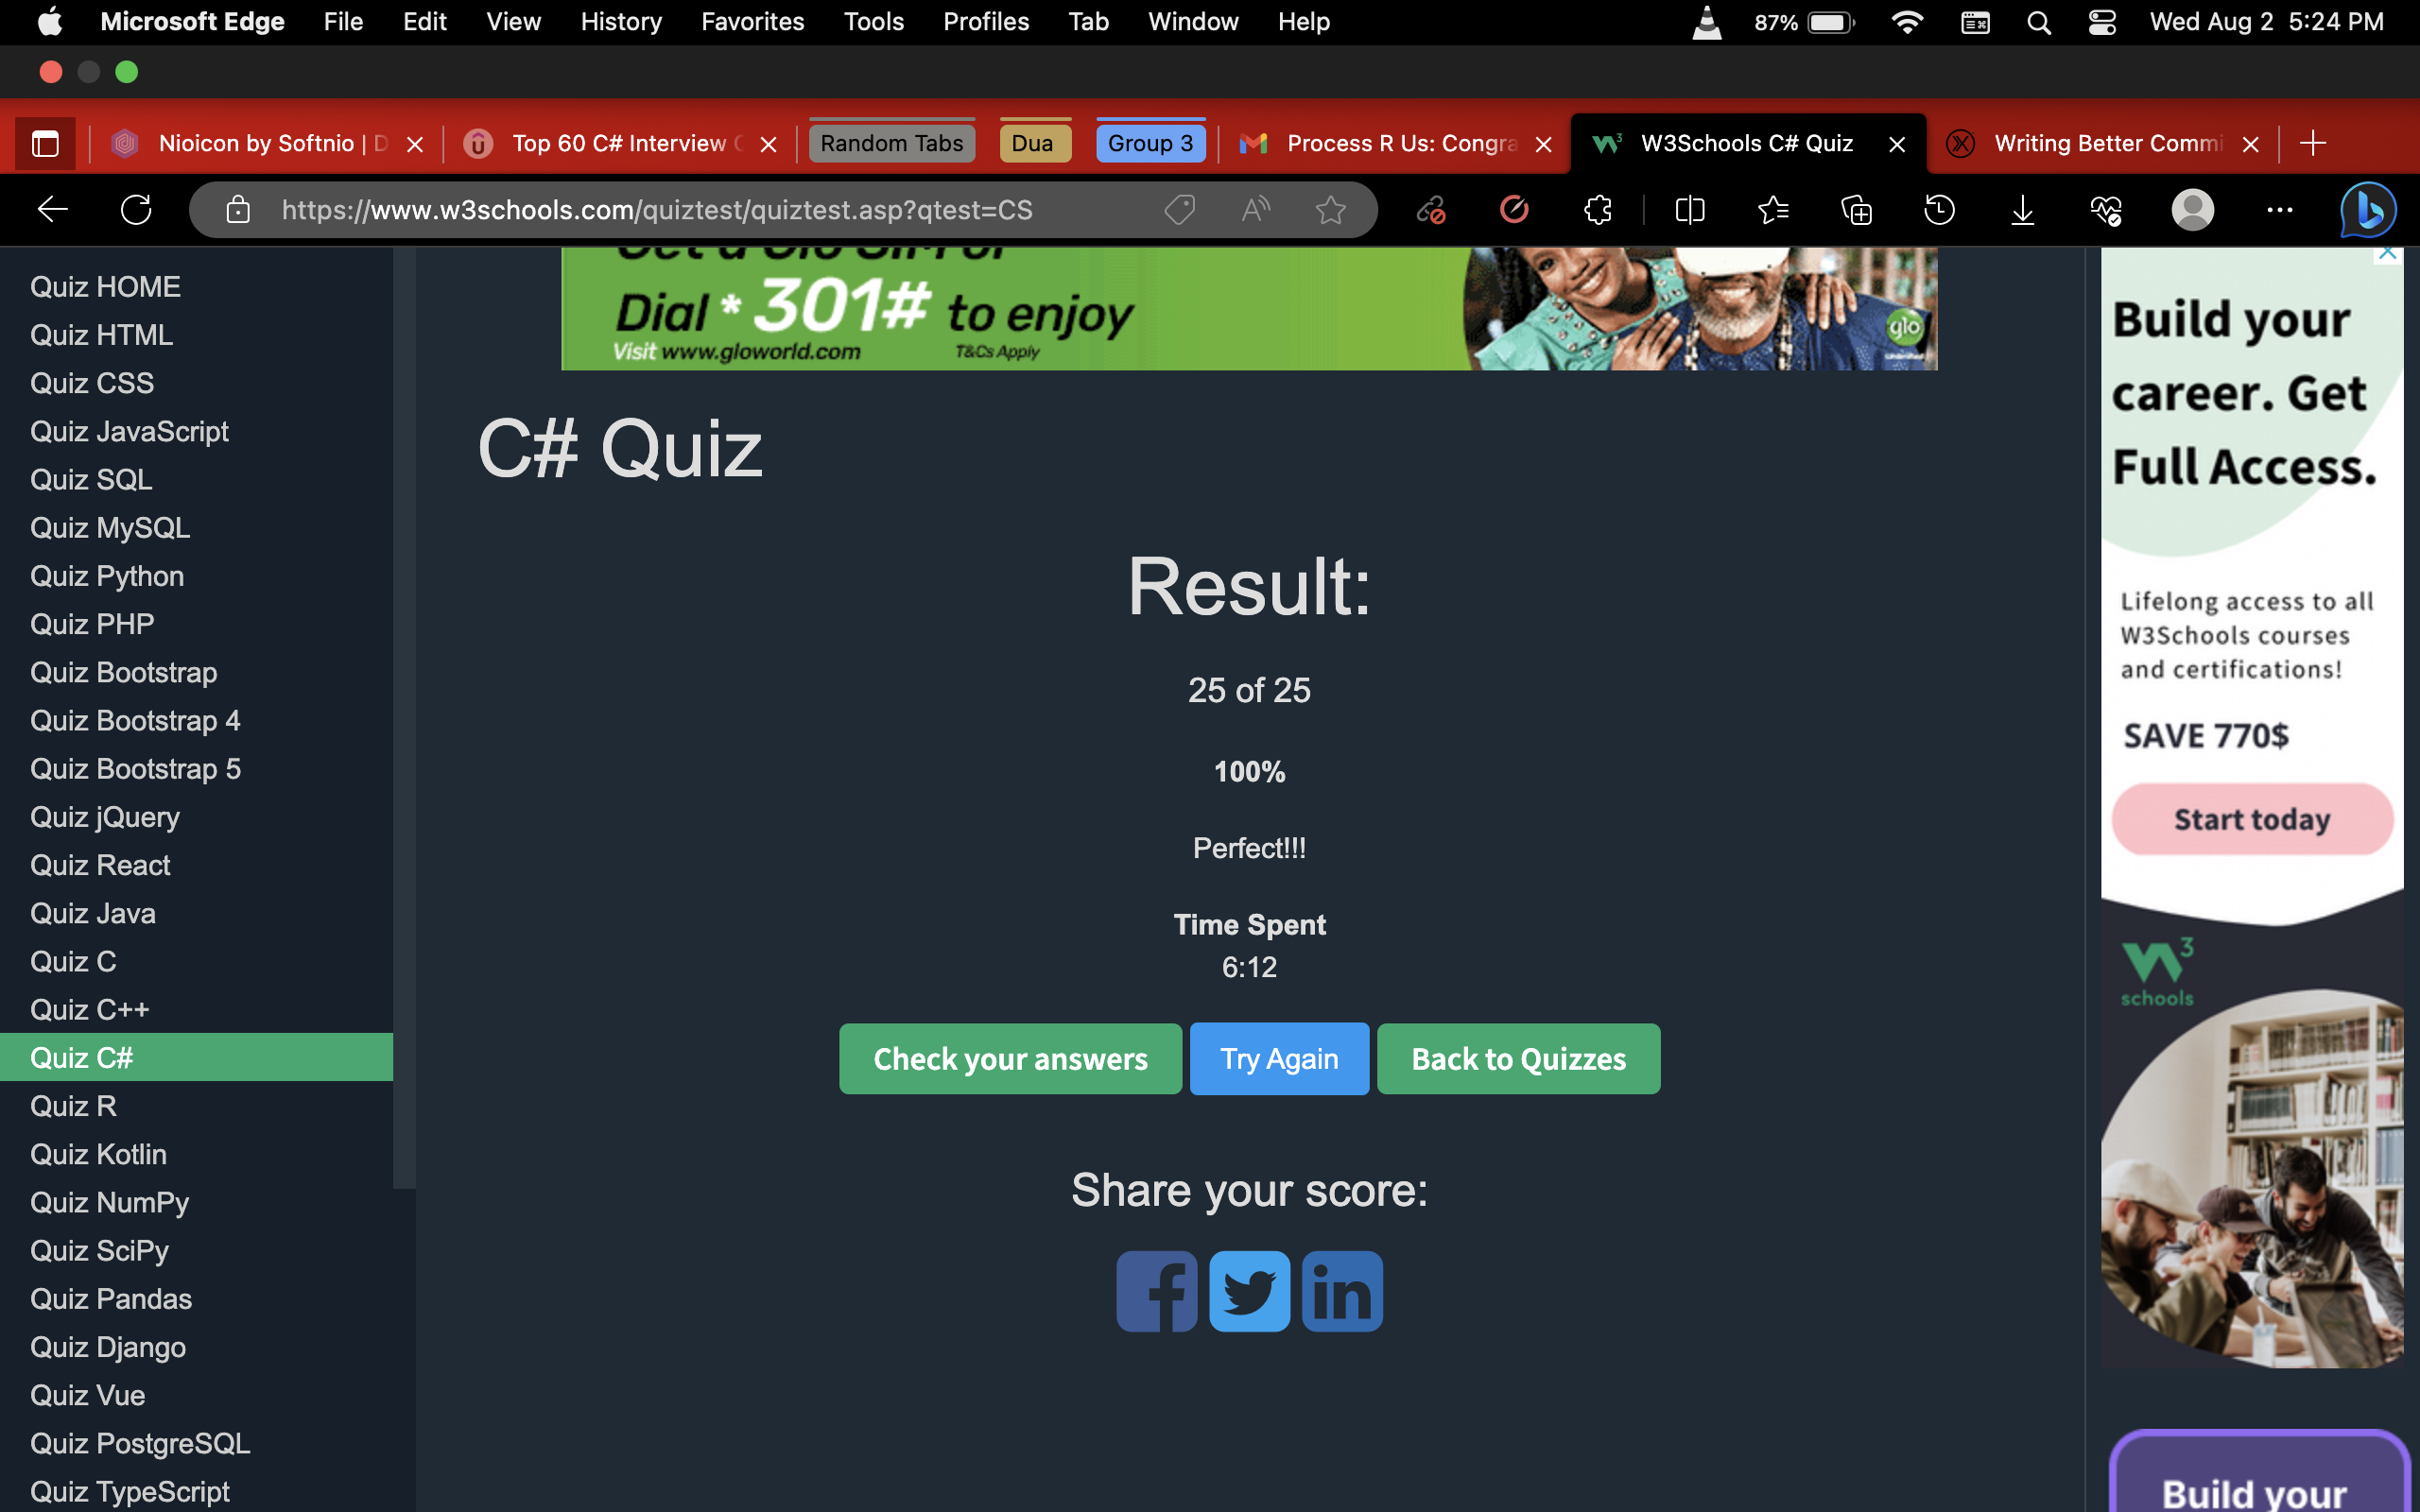 Microsoft Edge File Edit View History Favorites Tools Profiles Tab Window Help 87% Wed Aug 2 5:24 PM
Nioicon by Softnio | Top 60 C# Interview Random Tabs Dua Group 3 Process R Us: Congra W3Schools C# Quiz Writing Better Commi
https://www.w3schools.com/quiztest/quiztest.asp?qtest=CS
Quiz HOME
Quiz HTML
Quiz CSS
Quiz JavaScript
Quiz SQL
Quiz MySQL
Quiz Python
Quiz PHP
Quiz Bootstrap
Quiz Bootstrap 4
Quiz Bootstrap 5
Quiz jQuery
Quiz React
Quiz Java
Quiz C
Quiz C++
Quiz C#
Quiz R
Quiz Kotlin
Quiz NumPy
Quiz SciPy
Quiz Pandas
Quiz Django
Quiz Vue
Quiz PostgreSQL
Quiz TypeScript
Dial *301# to enjoy
Visit www.gloworld.com T&Cs Apply
glo
C# Quiz
Result:
25 of 25
100%
Perfect!!!
Time Spent
6:12
Check your answers Try Again Back to Quizzes
Share your score:
Build your
career. Get
Full Access.
Lifelong access to all
W3Schools courses
and certifications!
SAVE 770$
Start today
W3
schools
Build your